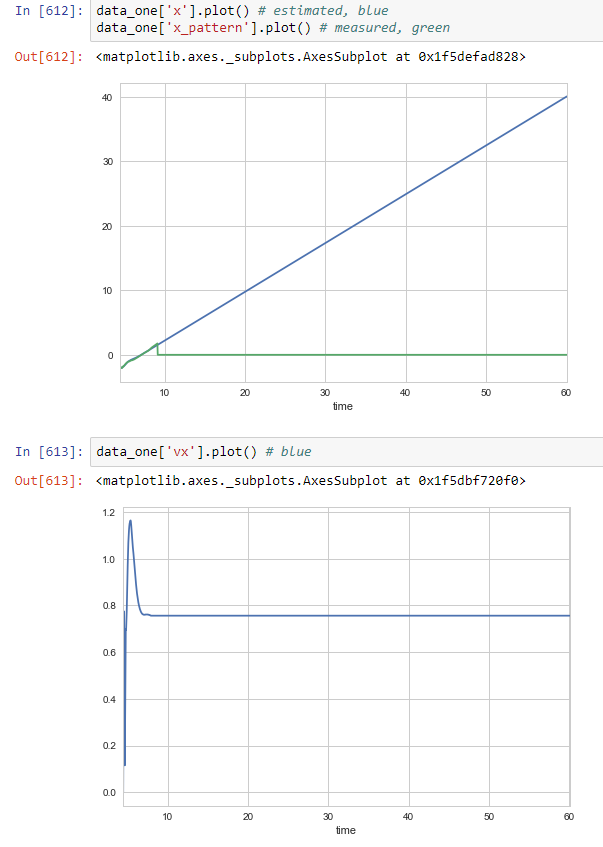 In [612]: data_one['x'].plot() # estimated, blue
data_one['x_pattern'].plot() # measured, green
Out[612]: <matplotlib.axes._subplots.AxesSubplot at 0x1f5defad828>
40
30
20
10
0
10 20 30 40 50 60
time
In [613]: data_one['vx'].plot() # blue
Out[613]: <matplotlib.axes._subplots.AxesSubplot at 0x1f5dbf720f0>
1.2
1.0
0.8
0.6
0.4
0.2
0.0
10 20 30 40 50 60
time